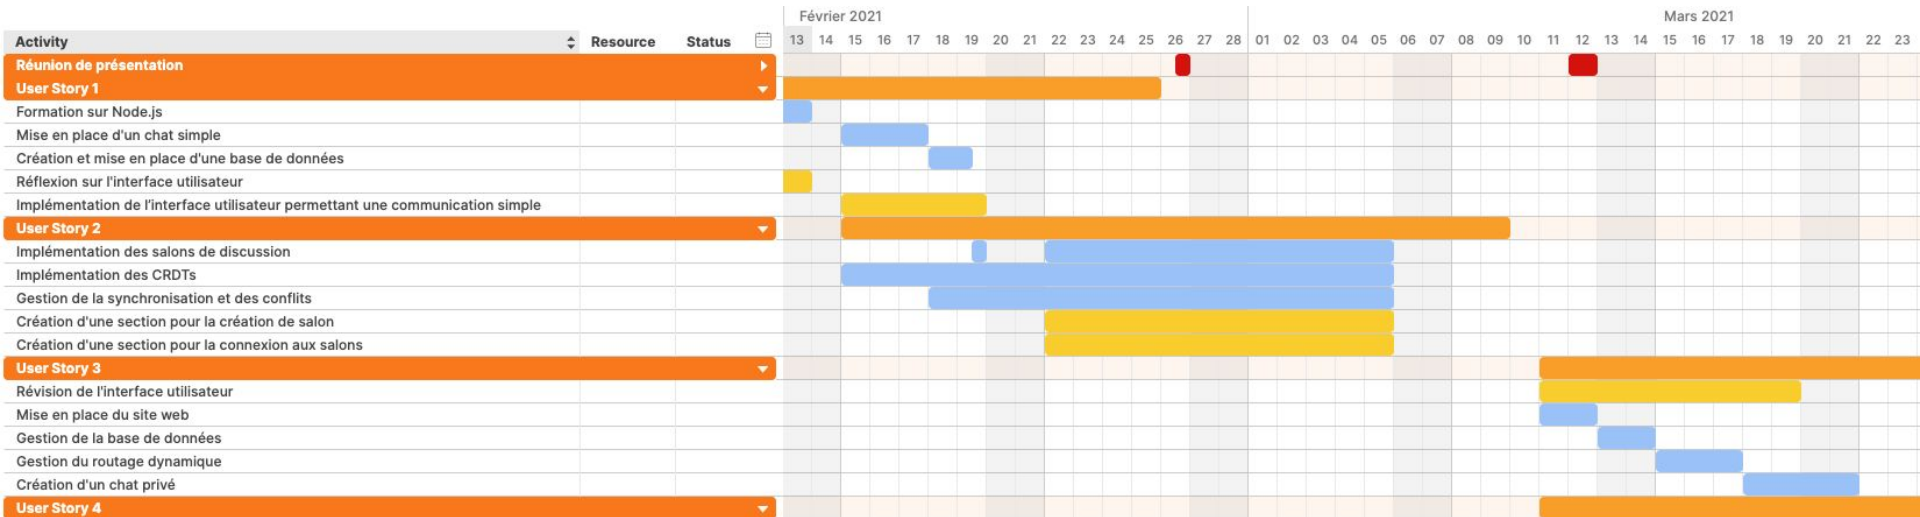 Février 2021 Mars 2021
Activity Resource Status 13 14 15 16 17 18 19 20 21 22 23 24 25 26 27 28 01 02 03 04 05 06 07 08 09 10 11 12 13 14 15 16 17 18 19 20 21 22 23
Réunion de présentation
User Story 1
Formation sur Node.js
Mise en place d'un chat simple
Création et mise en place d'une base de données
Réflexion sur l'interface utilisateur
Implémentation de l'interface utilisateur permettant une communication simple
User Story 2
Implémentation des salons de discussion
Implémentation des CRDTs
Gestion de la synchronisation et des conflits
Création d'une section pour la création de salon
Création d'une section pour la connexion aux salons
User Story 3
Révision de l'interface utilisateur
Mise en place du site web
Gestion de la base de données
Gestion du routage dynamique
Création d'un chat privé
User Story 4